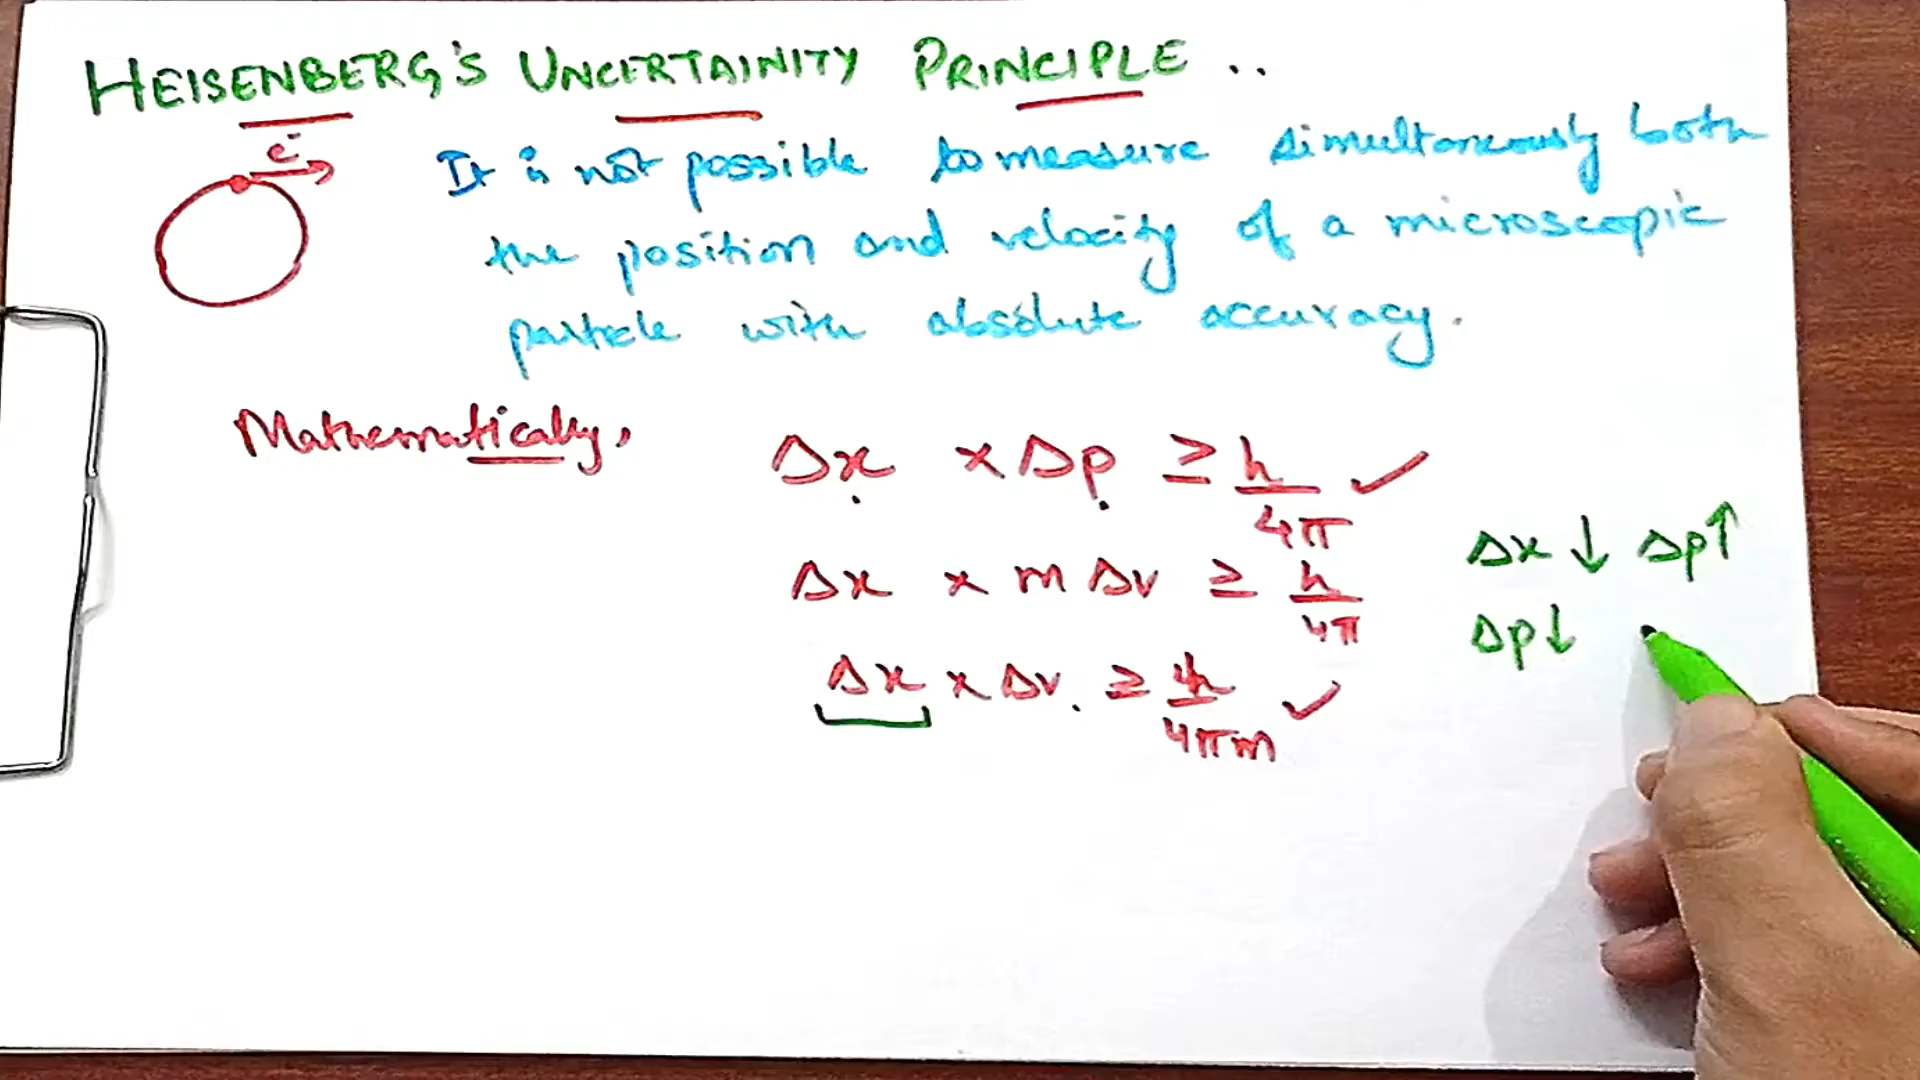 HEISENBERG'S UNCERTAINITY PRINCIPLE ..
e⁻
It is not possible to measure simultaneously both
the position and velocity of a microscopic
particle with absolute accuracy.
Mathematically,
Δx × Δp ≥ h/4π ✓
Δx × m Δv ≥ h/4π
Δx × Δv ≥ h/4πm ✓
Δx ↓ Δp ↑
Δp ↓